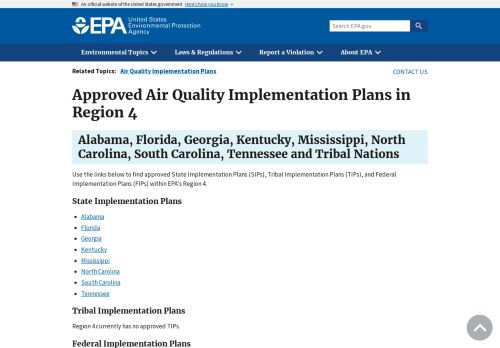 An official website of the United States government Here's how you know
EPA United States
Environmental Protection
Agency
Search EPA.gov
Environmental Topics
Laws & Regulations
Report a Violation
About EPA
Related Topics: Air Quality Implementation Plans
CONTACT US
Approved Air Quality Implementation Plans in
Region 4
Alabama, Florida, Georgia, Kentucky, Mississippi, North
Carolina, South Carolina, Tennessee and Tribal Nations
Use the links below to find approved State Implementation Plans (SIPs), Tribal Implementation Plans (TIPs), and Federal
Implementation Plans (FIPs) within EPA's Region 4.
State Implementation Plans
Alabama
Florida
Georgia
Kentucky
Mississippi
North Carolina
South Carolina
Tennessee
Tribal Implementation Plans
Region 4 currently has no approved TIPs.
Federal Implementation Plans